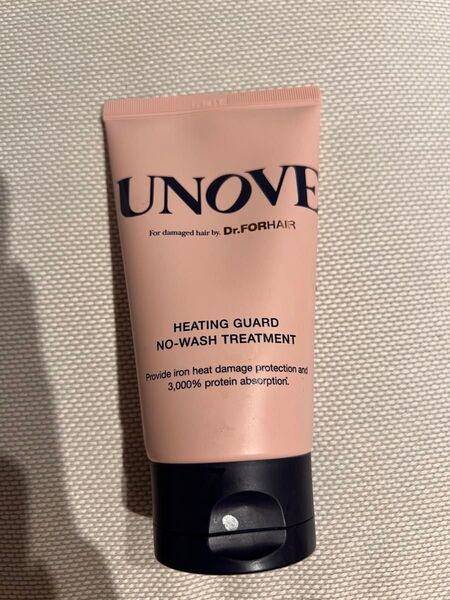 UNOVE
For damaged hair by. Dr.FORHAIR
HEATING GUARD
NO-WASH TREATMENT
Provide iron heat damage protection and
3,000% protein absorption.